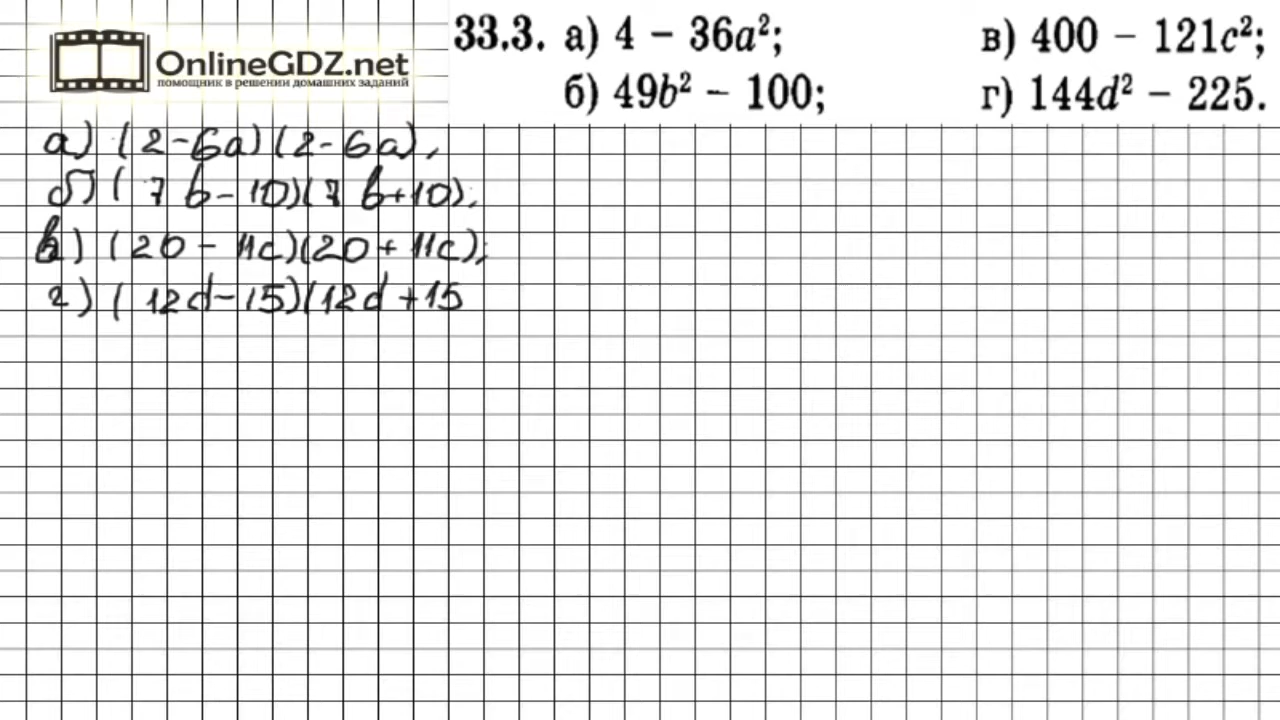 OnlineGDZ.net
помощник в решении домашних заданий
33.3. а) 4 − 36a²;
в) 400 − 121c²;
б) 49b² − 100;
г) 144d² − 225.
а) (2-6a)(2-6a),
б) (7b-10)(7b+10);
в) (20-11c)(20+11c);
г) (12d-15)(12d+15